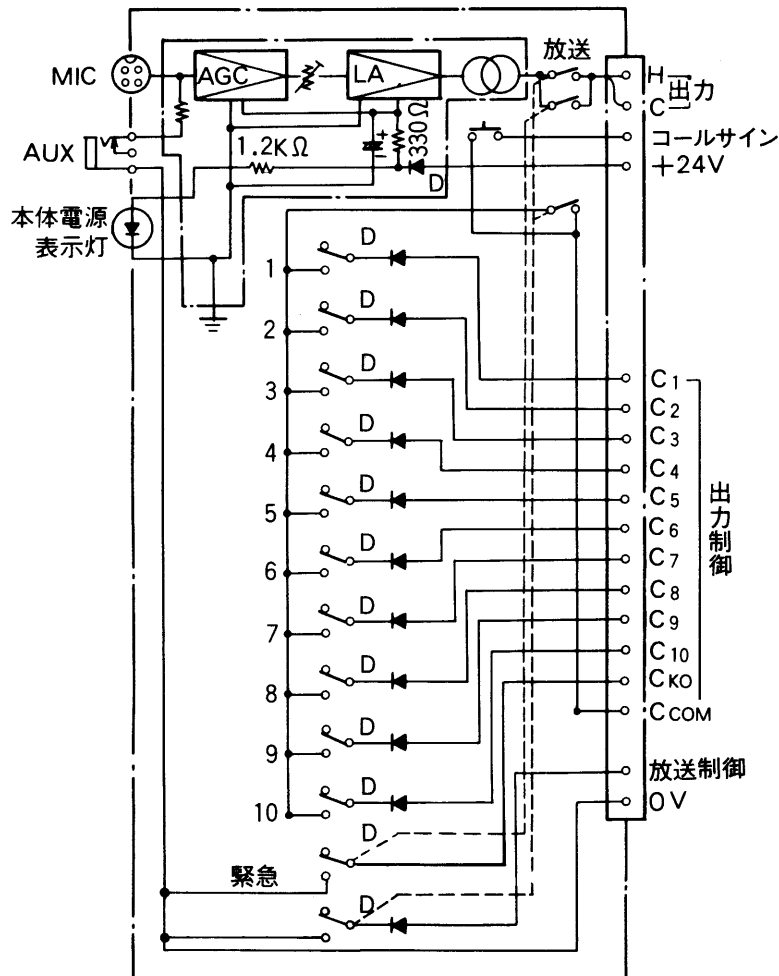 放送
MIC
AGC
LA
H
出力
C
330Ω
コールサイン
AUX
1.2KΩ
+24V
D
本体電源
表示灯
D
1
D
2
D
3
D
4
D
5
D
6
D
7
D
8
D
9
D
10
D
緊急
D
C1
C2
C3
C4
C5
C6
C7
C8
C9
C10
CKO
CCOM
出力制御
放送制御
0V